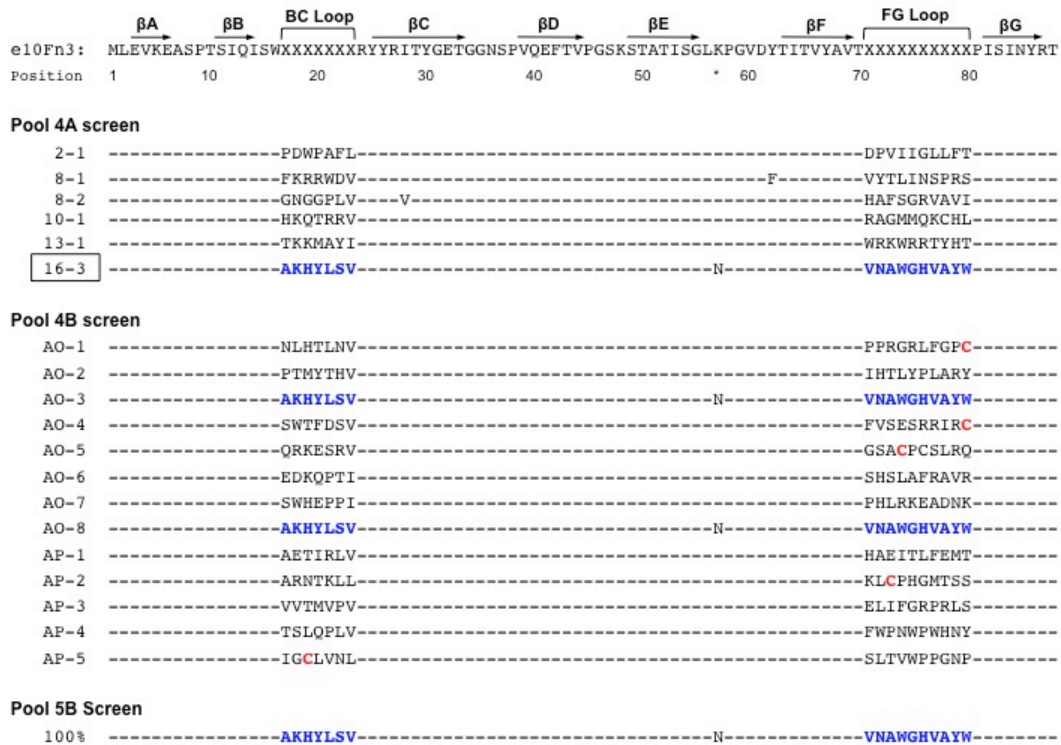 βA βB BC Loop βC βD βE βF FG Loop βG
e10Fn3: MLEVKEASPTSIQISWXXXXXXXRYYRITYGETGGNSPVQEFTVPGSKSTATISGLKPGVDYTITVYAVTXXXXXXXXXXPISINYRT
Position 1 10 20 30 40 50 * 60 70 80
Pool 4A screen
2-1 ----------------PDWPAFL-----------------------------------------------DPVIIGLLFT--------
8-1 ----------------FKRRWDV--------------------------------------F--------VYTLINSPRS--------
8-2 ----------------GNGGPLV----V------------------------------------------HAFSGRVAVI--------
10-1 ----------------HKQTRRV-----------------------------------------------RAGMMQKCHL--------
13-1 ----------------TKKMAYI-----------------------------------------------WRKWRRTYHT--------
16-3 ----------------AKHYLSV---------------------------------N-------------VNAWGHVAYW--------
Pool 4B screen
AO-1 ----------------NLHTLNV-----------------------------------------------PPRGRLFGPC--------
AO-2 ----------------PTMYTHV-----------------------------------------------IHTLYPLARY--------
AO-3 ----------------AKHYLSV---------------------------------N-------------VNAWGHVAYW--------
AO-4 ----------------SWTFDSV-----------------------------------------------FVSESRRIRC--------
AO-5 ----------------QRKESRV-----------------------------------------------GSACPCSLRQ--------
AO-6 ----------------EDKQPTI-----------------------------------------------SHSLAFRAVR--------
AO-7 ----------------SWHEPPI-----------------------------------------------PHLRKEADNK--------
AO-8 ----------------AKHYLSV---------------------------------N-------------VNAWGHVAYW--------
AP-1 ----------------AETIRLV-----------------------------------------------HAEITLFEMT--------
AP-2 ----------------ARNTKLL-----------------------------------------------KLCPHGMTSS--------
AP-3 ----------------VVTMVPV-----------------------------------------------ELIFGRPRLS--------
AP-4 ----------------TSLQPLV-----------------------------------------------FWPNWPWHNY--------
AP-5 ----------------IGCLVNL-----------------------------------------------SLTVWPPGNP--------
Pool 5B Screen
100% ----------------AKHYLSV---------------------------------N-------------VNAWGHVAYW--------